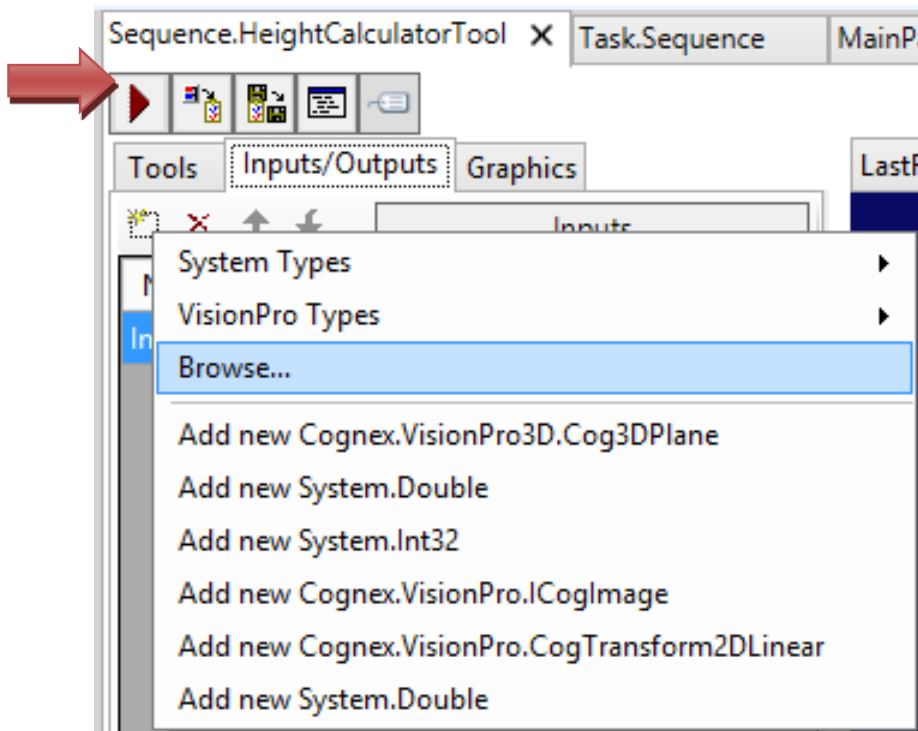 Sequence.HeightCalculatorTool Task.Sequence
Tools Inputs/Outputs Graphics
Inputs
System Types
VisionPro Types
Browse...
Add new Cognex.VisionPro3D.Cog3DPlane
Add new System.Double
Add new System.Int32
Add new Cognex.VisionPro.ICogImage
Add new Cognex.VisionPro.CogTransform2DLinear
Add new System.Double